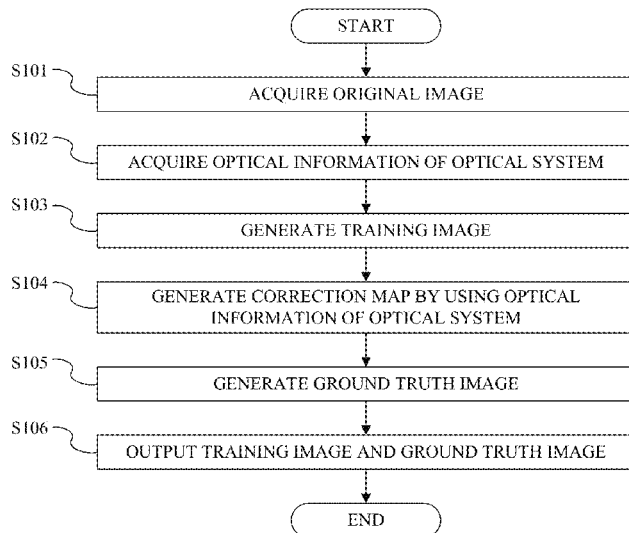 START
S101
ACQUIRE ORIGINAL IMAGE
S102
ACQUIRE OPTICAL INFORMATION OF OPTICAL SYSTEM
S103
GENERATE TRAINING IMAGE
S104
GENERATE CORRECTION MAP BY USING OPTICAL
INFORMATION OF OPTICAL SYSTEM
S105
GENERATE GROUND TRUTH IMAGE
S106
OUTPUT TRAINING IMAGE AND GROUND TRUTH IMAGE
END